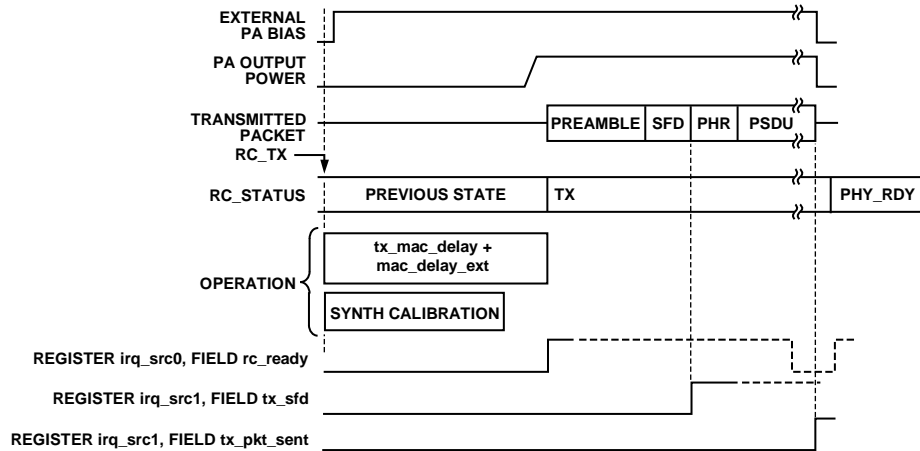 EXTERNAL
PA BIAS
PA OUTPUT
POWER
TRANSMITTED
PACKET
PREAMBLE SFD PHR PSDU
RC_TX
RC_STATUS PREVIOUS STATE TX PHY_RDY
OPERATION
tx_mac_delay +
mac_delay_ext
SYNTH CALIBRATION
REGISTER irq_src0, FIELD rc_ready
REGISTER irq_src1, FIELD tx_sfd
REGISTER irq_src1, FIELD tx_pkt_sent